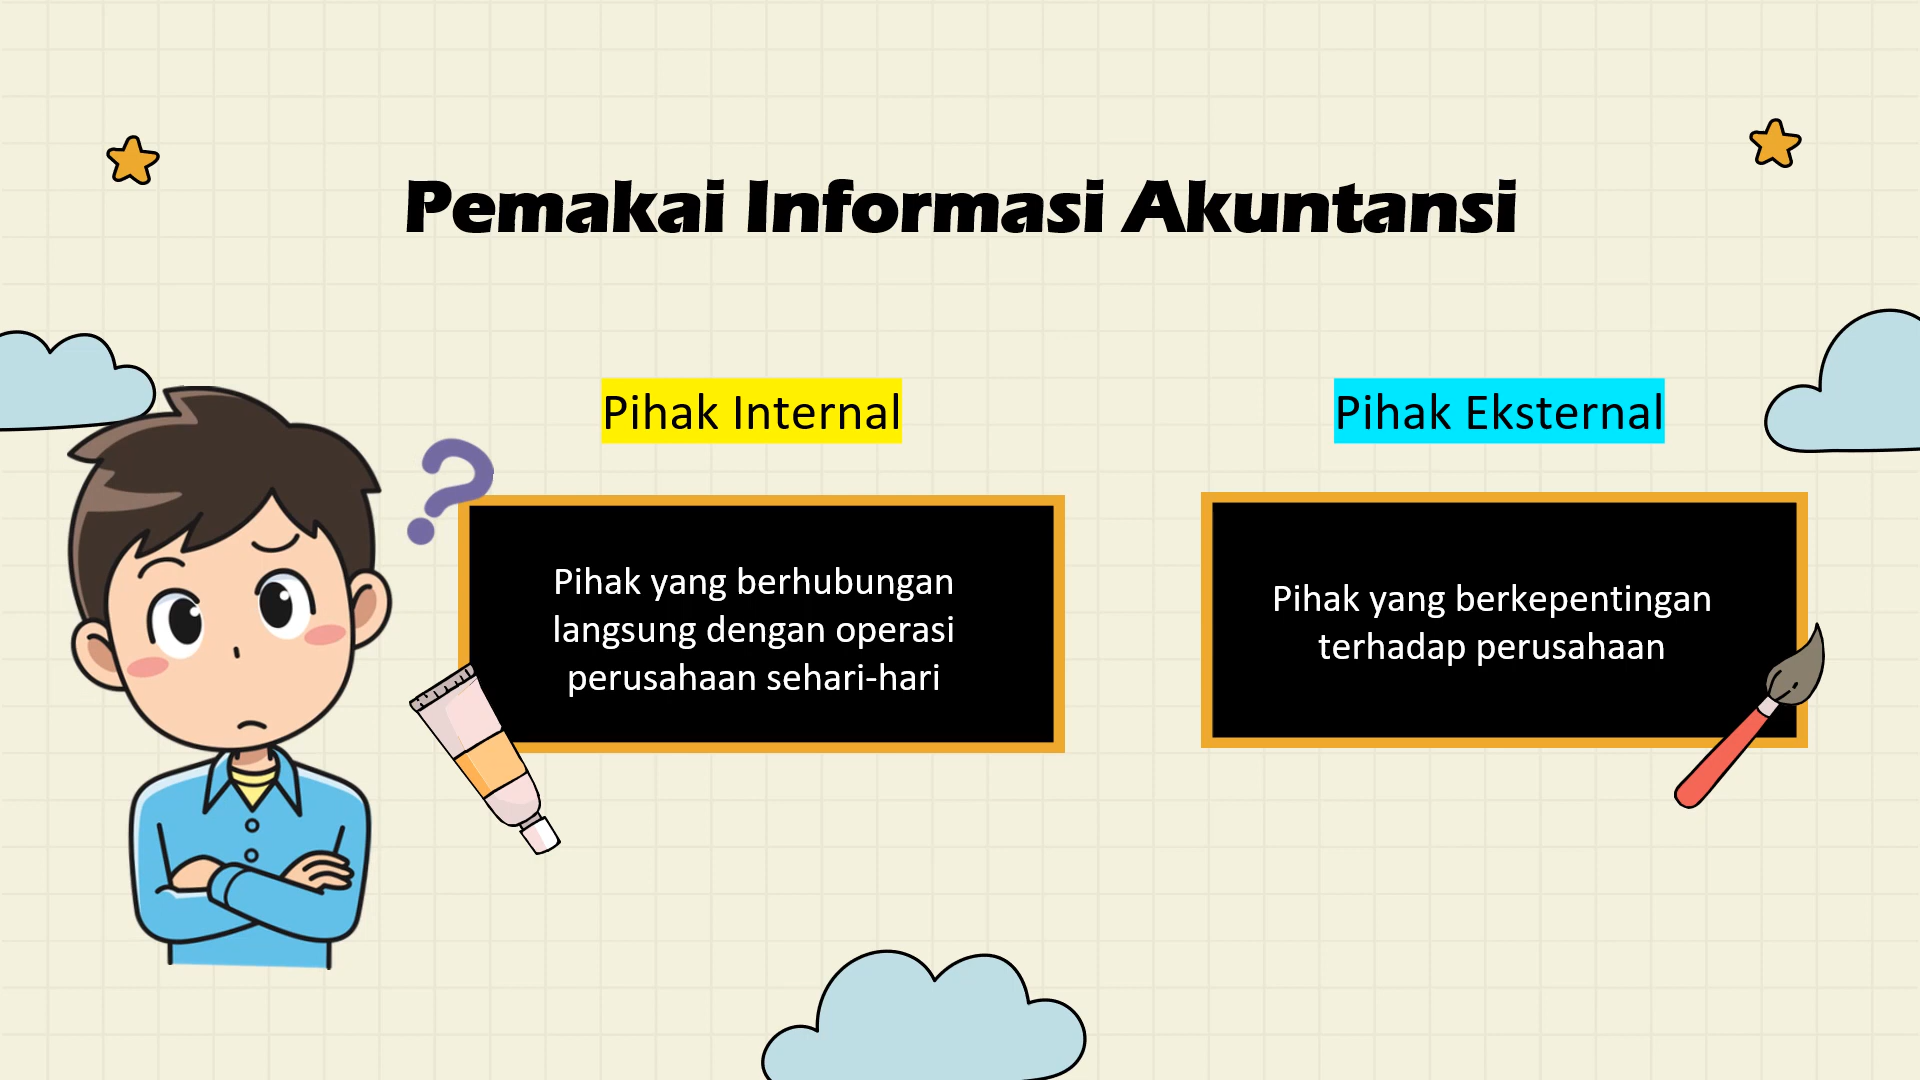 Pemakai Informasi Akuntansi
Pihak Internal
Pihak yang berhubungan
langsung dengan operasi
perusahaan sehari-hari
Pihak Eksternal
Pihak yang berkepentingan
terhadap perusahaan